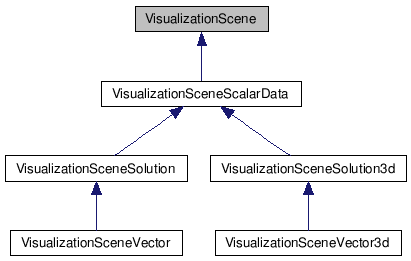 VisualizationScene
VisualizationSceneScalarData
VisualizationSceneSolution
VisualizationSceneSolution3d
VisualizationSceneVector
VisualizationSceneVector3d